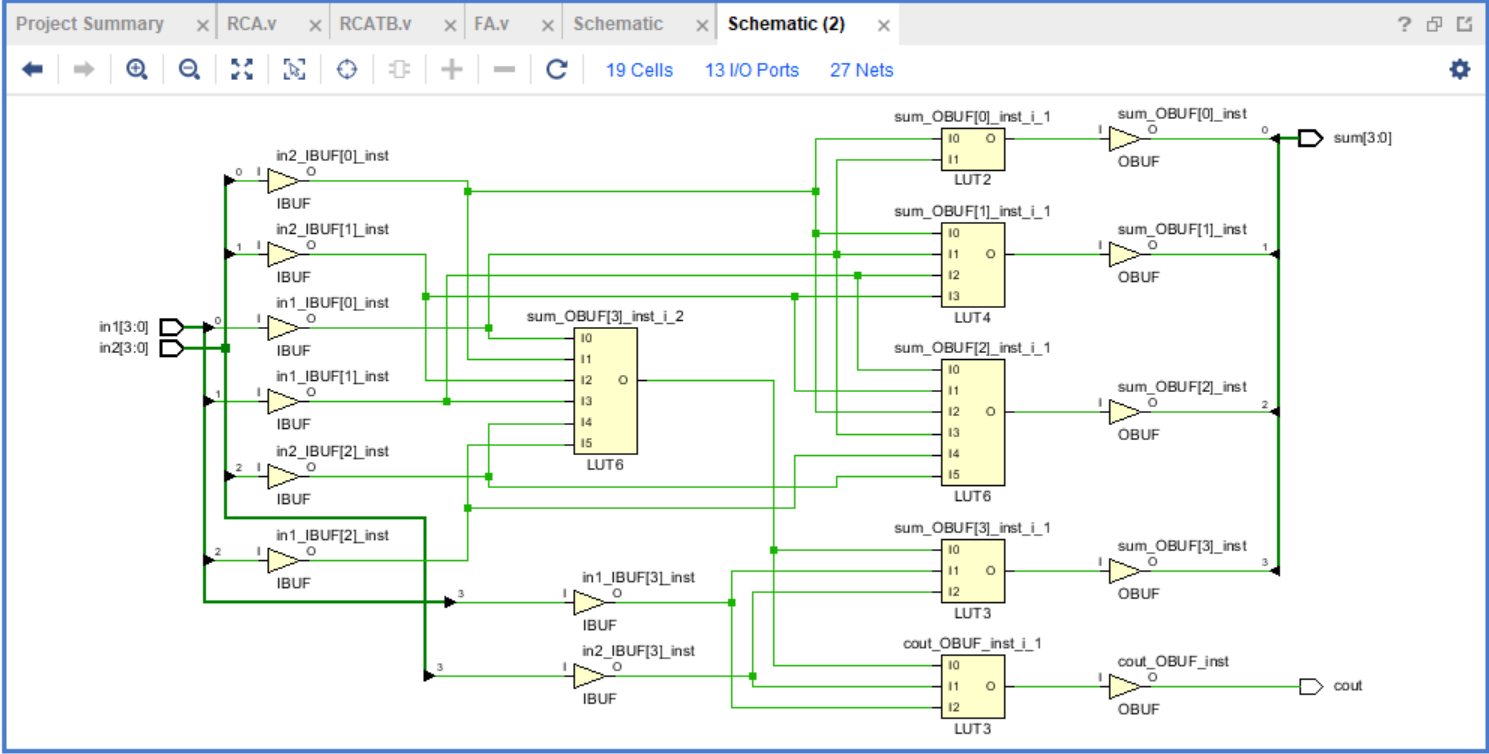 Project Summary × RCA.v × RCATB.v × FA.v × Schematic × Schematic (2) × ?
19 Cells 13 I/O Ports 27 Nets
in2_IBUF[0]_inst
0 I O
IBUF
in2_IBUF[1]_inst
1 I O
IBUF
in1_IBUF[0]_inst
0 I O
IBUF
in1[3:0]
in2[3:0]
in1_IBUF[1]_inst
1 I O
IBUF
in2_IBUF[2]_inst
2 I O
IBUF
in1_IBUF[2]_inst
2 I O
IBUF
sum_OBUF[3]_inst_i_2
I0
I1
I2 O
I3
I4
I5
LUT6
in1_IBUF[3]_inst
3 I O
IBUF
in2_IBUF[3]_inst
3 I O
IBUF
sum_OBUF[0]_inst_i_1
I0 O
I1
LUT2
sum_OBUF[0]_inst
I O 0
OBUF
sum[3:0]
sum_OBUF[1]_inst_i_1
I0
I1 O
I2
I3
LUT4
sum_OBUF[1]_inst
I O 1
OBUF
sum_OBUF[2]_inst_i_1
I0
I1
I2 O
I3
I4
I5
LUT6
sum_OBUF[2]_inst
I O 2
OBUF
sum_OBUF[3]_inst_i_1
I0
I1 O
I2
LUT3
sum_OBUF[3]_inst
I O 3
OBUF
cout_OBUF_inst_i_1
I0
I1 O
I2
LUT3
cout_OBUF_inst
I O
OBUF
cout